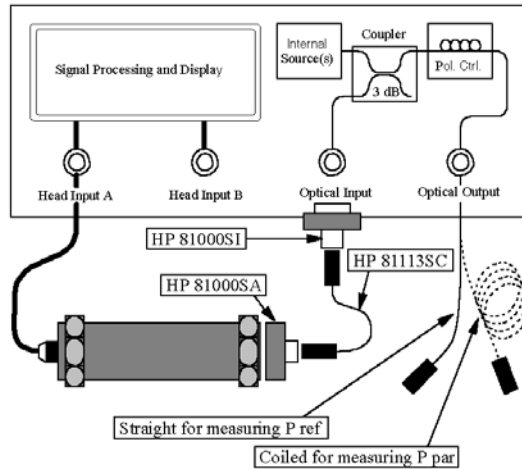 Coupler
Internal
Source(s)
Signal Processing and Display
Pol. Ctrl.
3 dB
Head Input A
Head Input B
Optical Input
Optical Output
HP 81000SI
HP 81113SC
HP 81000SA
Straight for measuring P ref
Coiled for measuring P par